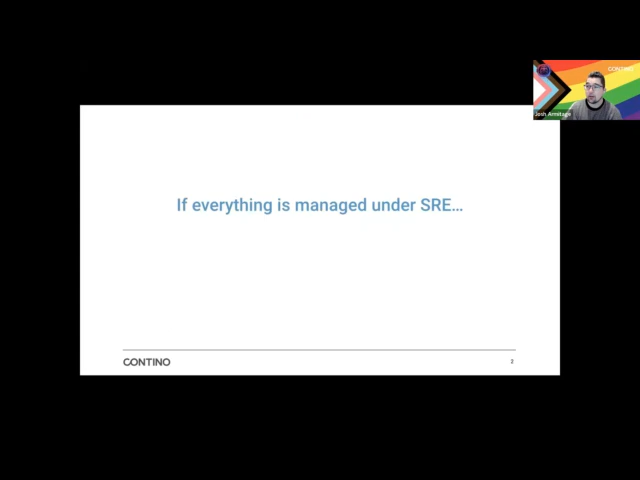 CONTINO
Josh Armitage
If everything is managed under SRE…
CONTINO
2